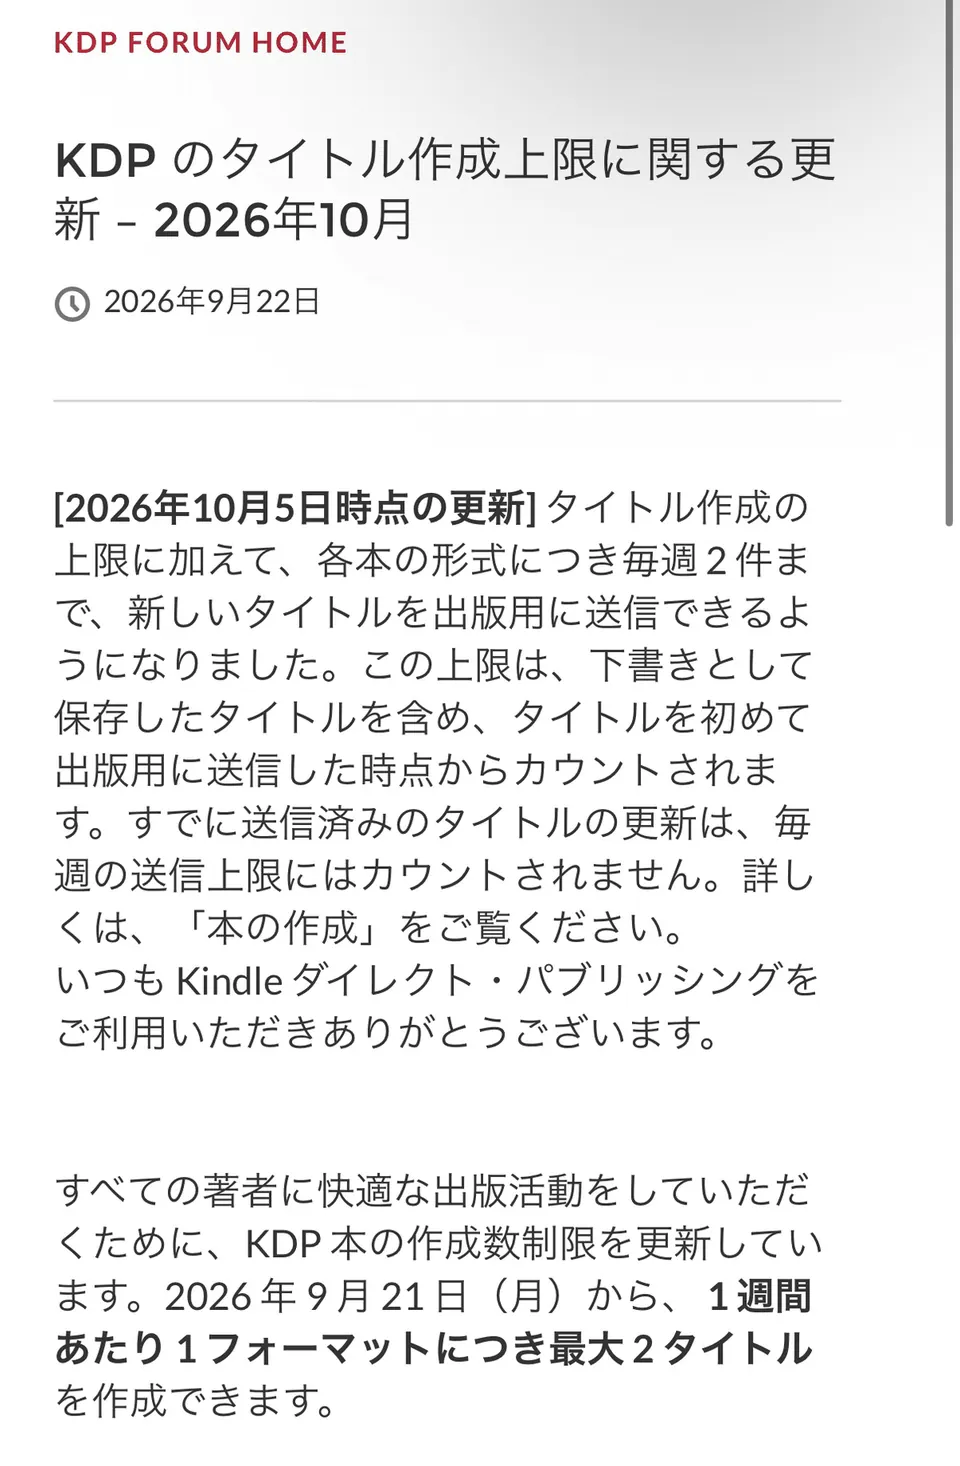 KDP FORUM HOME
KDP のタイトル作成上限に関する更
新 – 2026年10月
2026年9月22日
[2026年10月5日時点の更新] タイトル作成の
上限に加えて、各本の形式につき毎週 2 件ま
で、新しいタイトルを出版用に送信できるよ
うになりました。この上限は、下書きとして
保存したタイトルを含め、タイトルを初めて
出版用に送信した時点からカウントされま
す。すでに送信済みのタイトルの更新は、毎
週の送信上限にはカウントされません。詳し
くは、「本の作成」をご覧ください。
いつも Kindle ダイレクト・パブリッシングを
ご利用いただきありがとうございます。
すべての著者に快適な出版活動をしていただ
くために、KDP 本の作成数制限を更新してい
ます。2026 年 9 月 21 日（月）から、 1 週間
あたり 1 フォーマットにつき最大 2 タイトル
を作成できます。